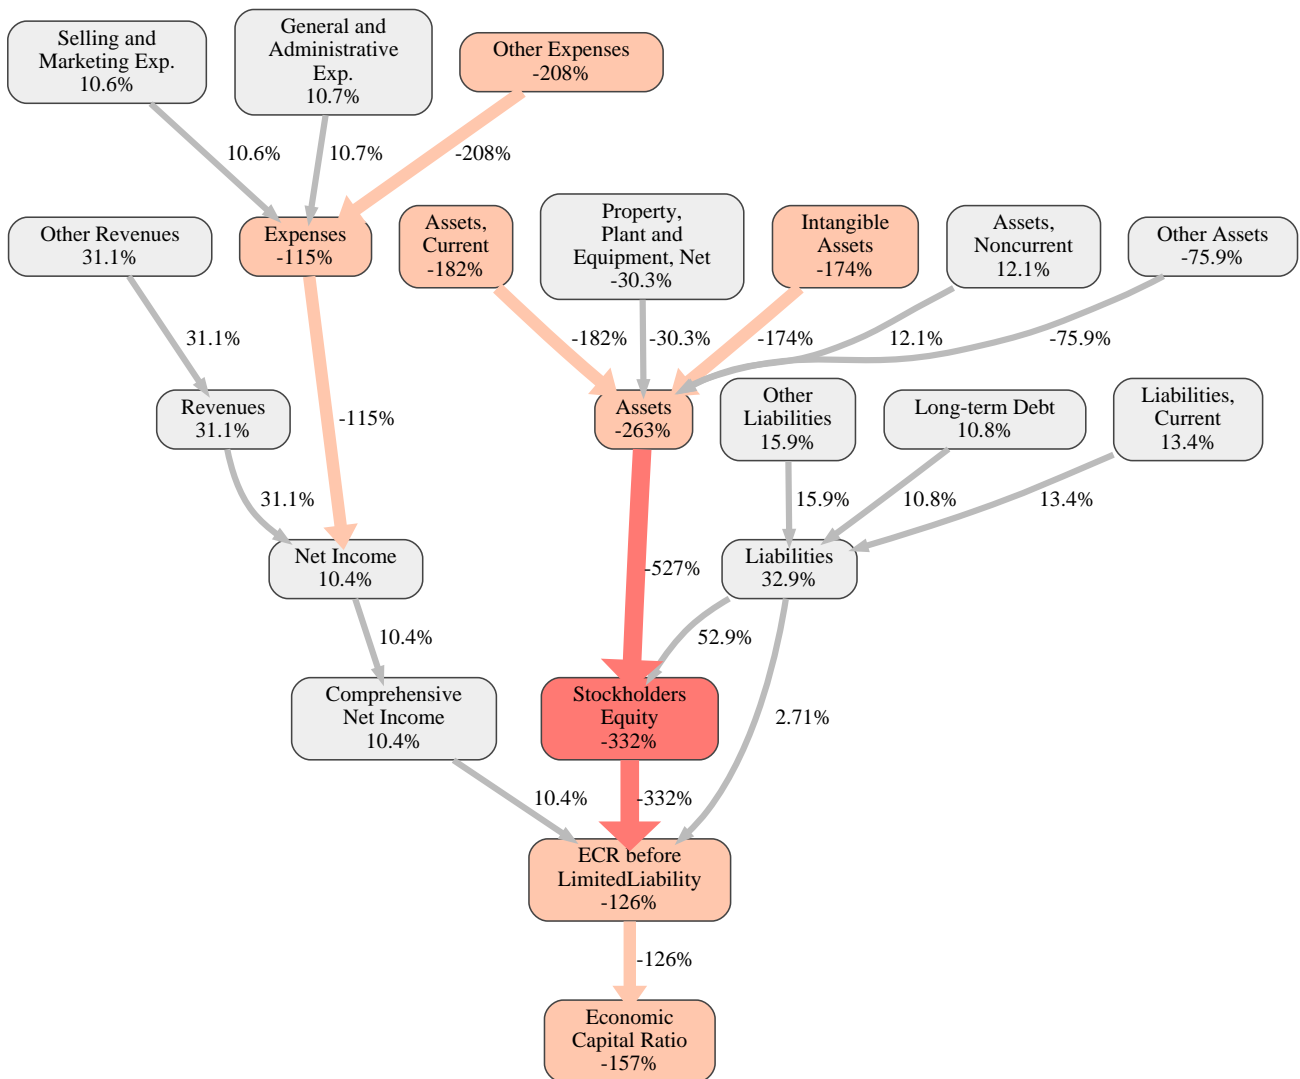 Selling and
Marketing Exp.
10.6%
General and
Administrative
Exp.
10.7%
Other Expenses
-208%
10.6%
10.7%
-208%
Other Revenues
31.1%
Expenses
-115%
Assets,
Current
-182%
Property,
Plant and
Equipment, Net
-30.3%
Intangible
Assets
-174%
Assets,
Noncurrent
12.1%
Other Assets
-75.9%
31.1%
-115%
-182%
-30.3%
-174%
12.1%
-75.9%
Revenues
31.1%
Assets
-263%
Other
Liabilities
15.9%
Long-term Debt
10.8%
Liabilities,
Current
13.4%
31.1%
-527%
15.9%
10.8%
13.4%
Net Income
10.4%
Liabilities
32.9%
10.4%
52.9%
2.71%
Comprehensive
Net Income
10.4%
Stockholders
Equity
-332%
10.4%
-332%
ECR before
LimitedLiability
-126%
-126%
Economic
Capital Ratio
-157%